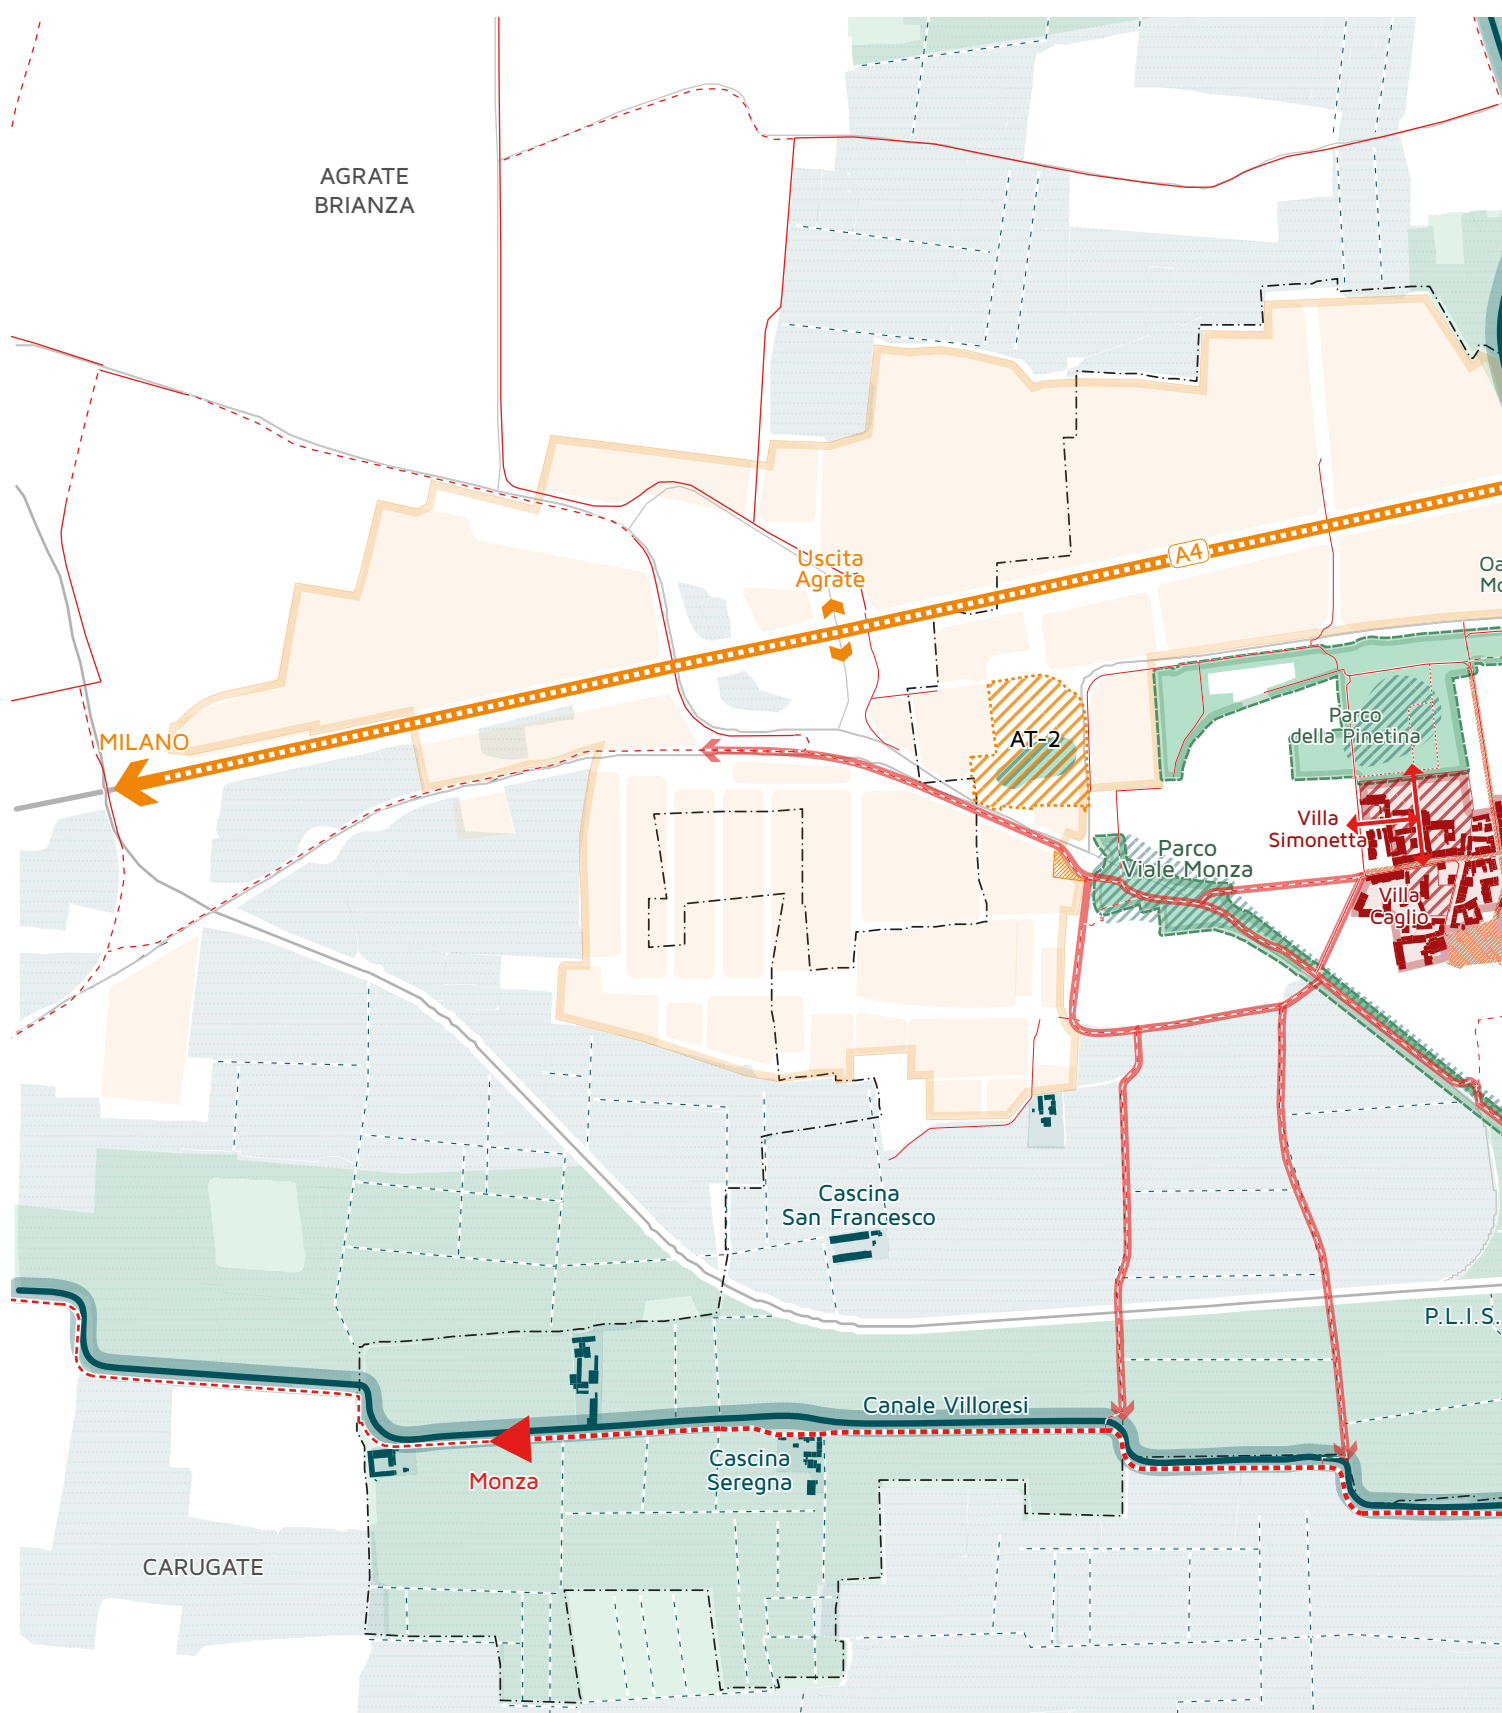 AGRATE
BRIANZA
Uscita
Agrate
A4
MILANO
AT-2
Parco
della Pinetina
Villa
Simonetta
Parco
Viale Monza
Villa
Caglio
Cascina
San Francesco
P.L.I.S.
Canale Villoresi
Cascina
Seregna
Monza
CARUGATE